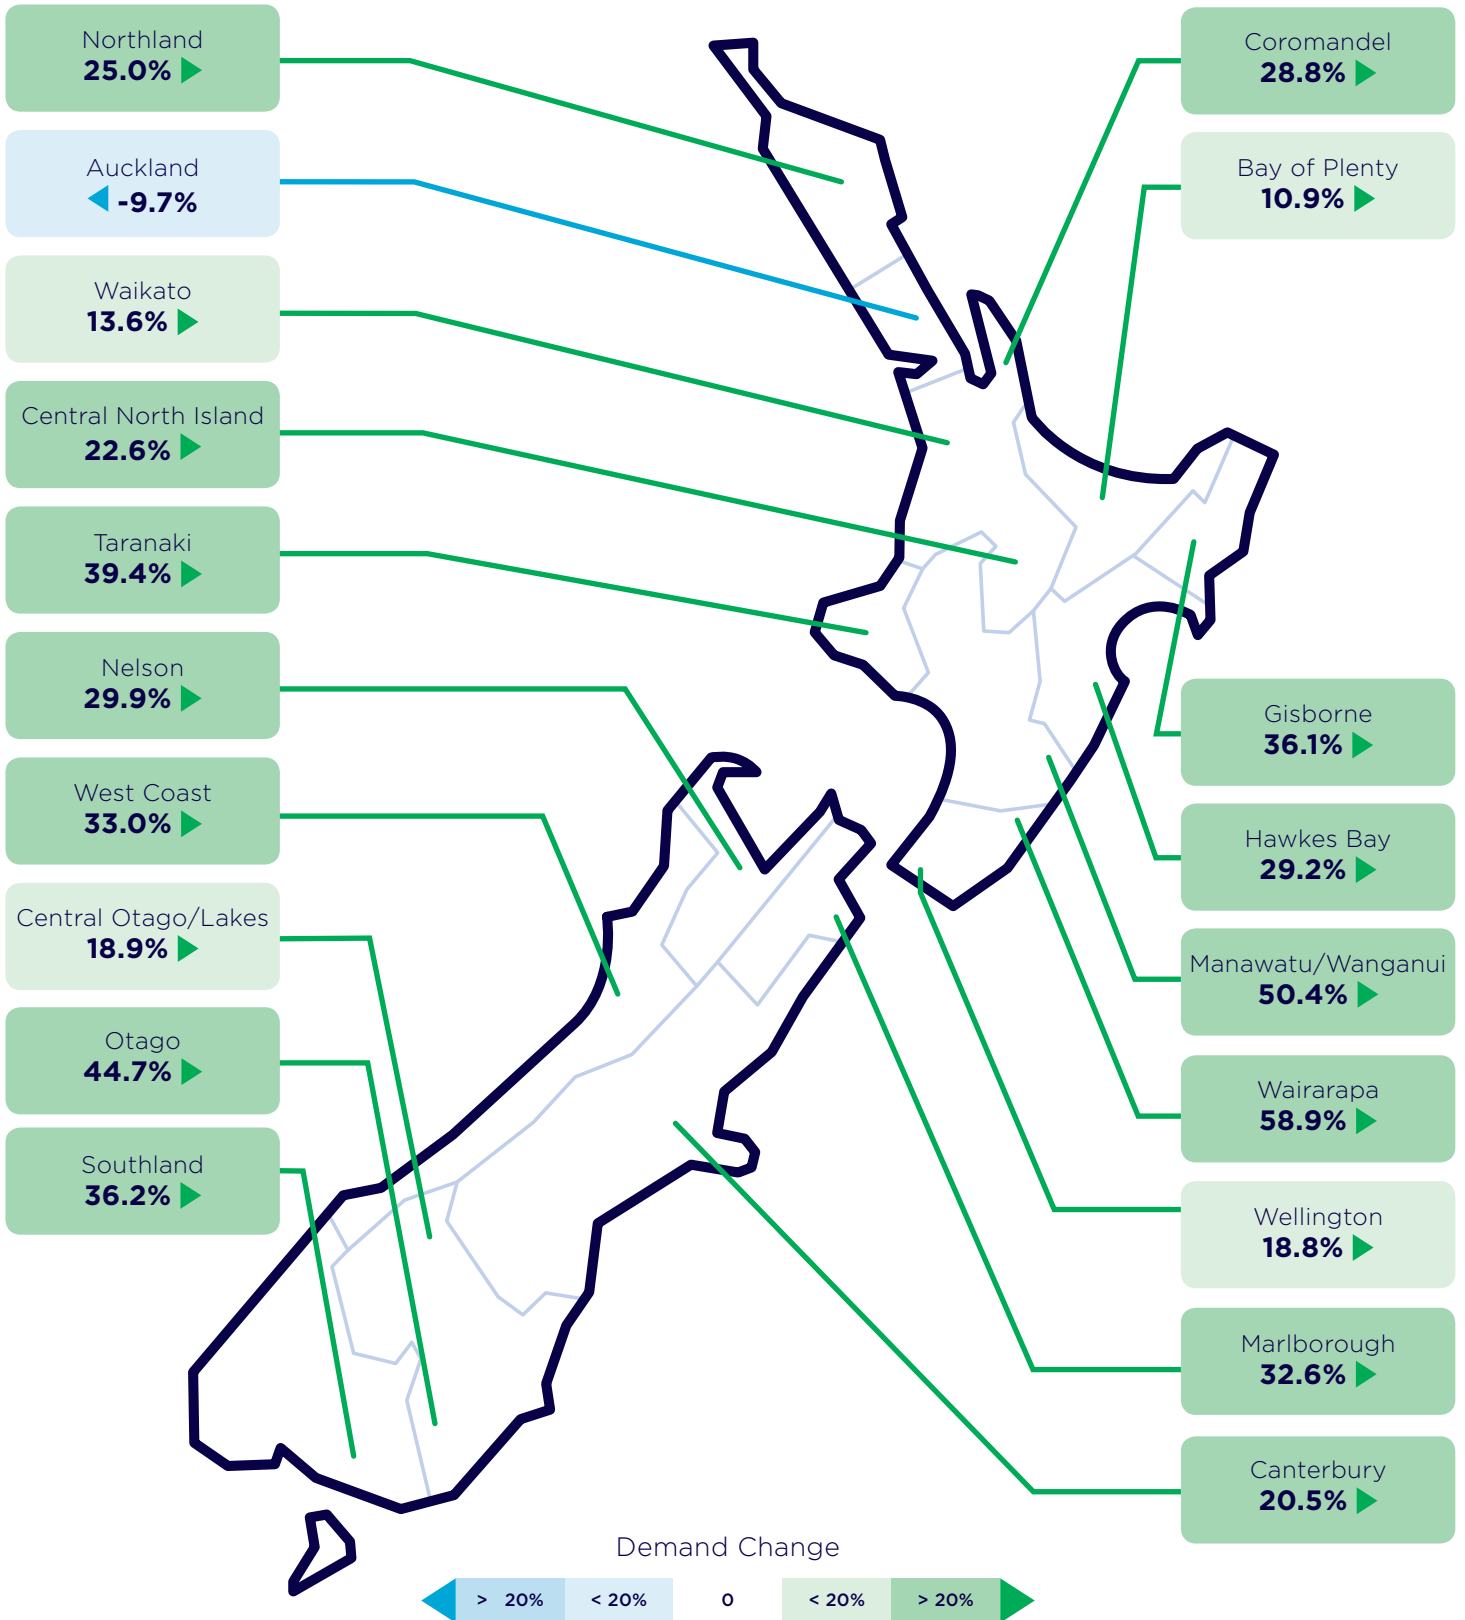 Northland
25.0%
Auckland
-9.7%
Waikato
13.6%
Central North Island
22.6%
Taranaki
39.4%
Nelson
29.9%
West Coast
33.0%
Central Otago/Lakes
18.9%
Otago
44.7%
Southland
36.2%
Coromandel
28.8%
Bay of Plenty
10.9%
Gisborne
36.1%
Hawkes Bay
29.2%
Manawatu/Wanganui
50.4%
Wairarapa
58.9%
Wellington
18.8%
Marlborough
32.6%
Canterbury
20.5%
Demand Change
> 20% < 20% 0 < 20% > 20%